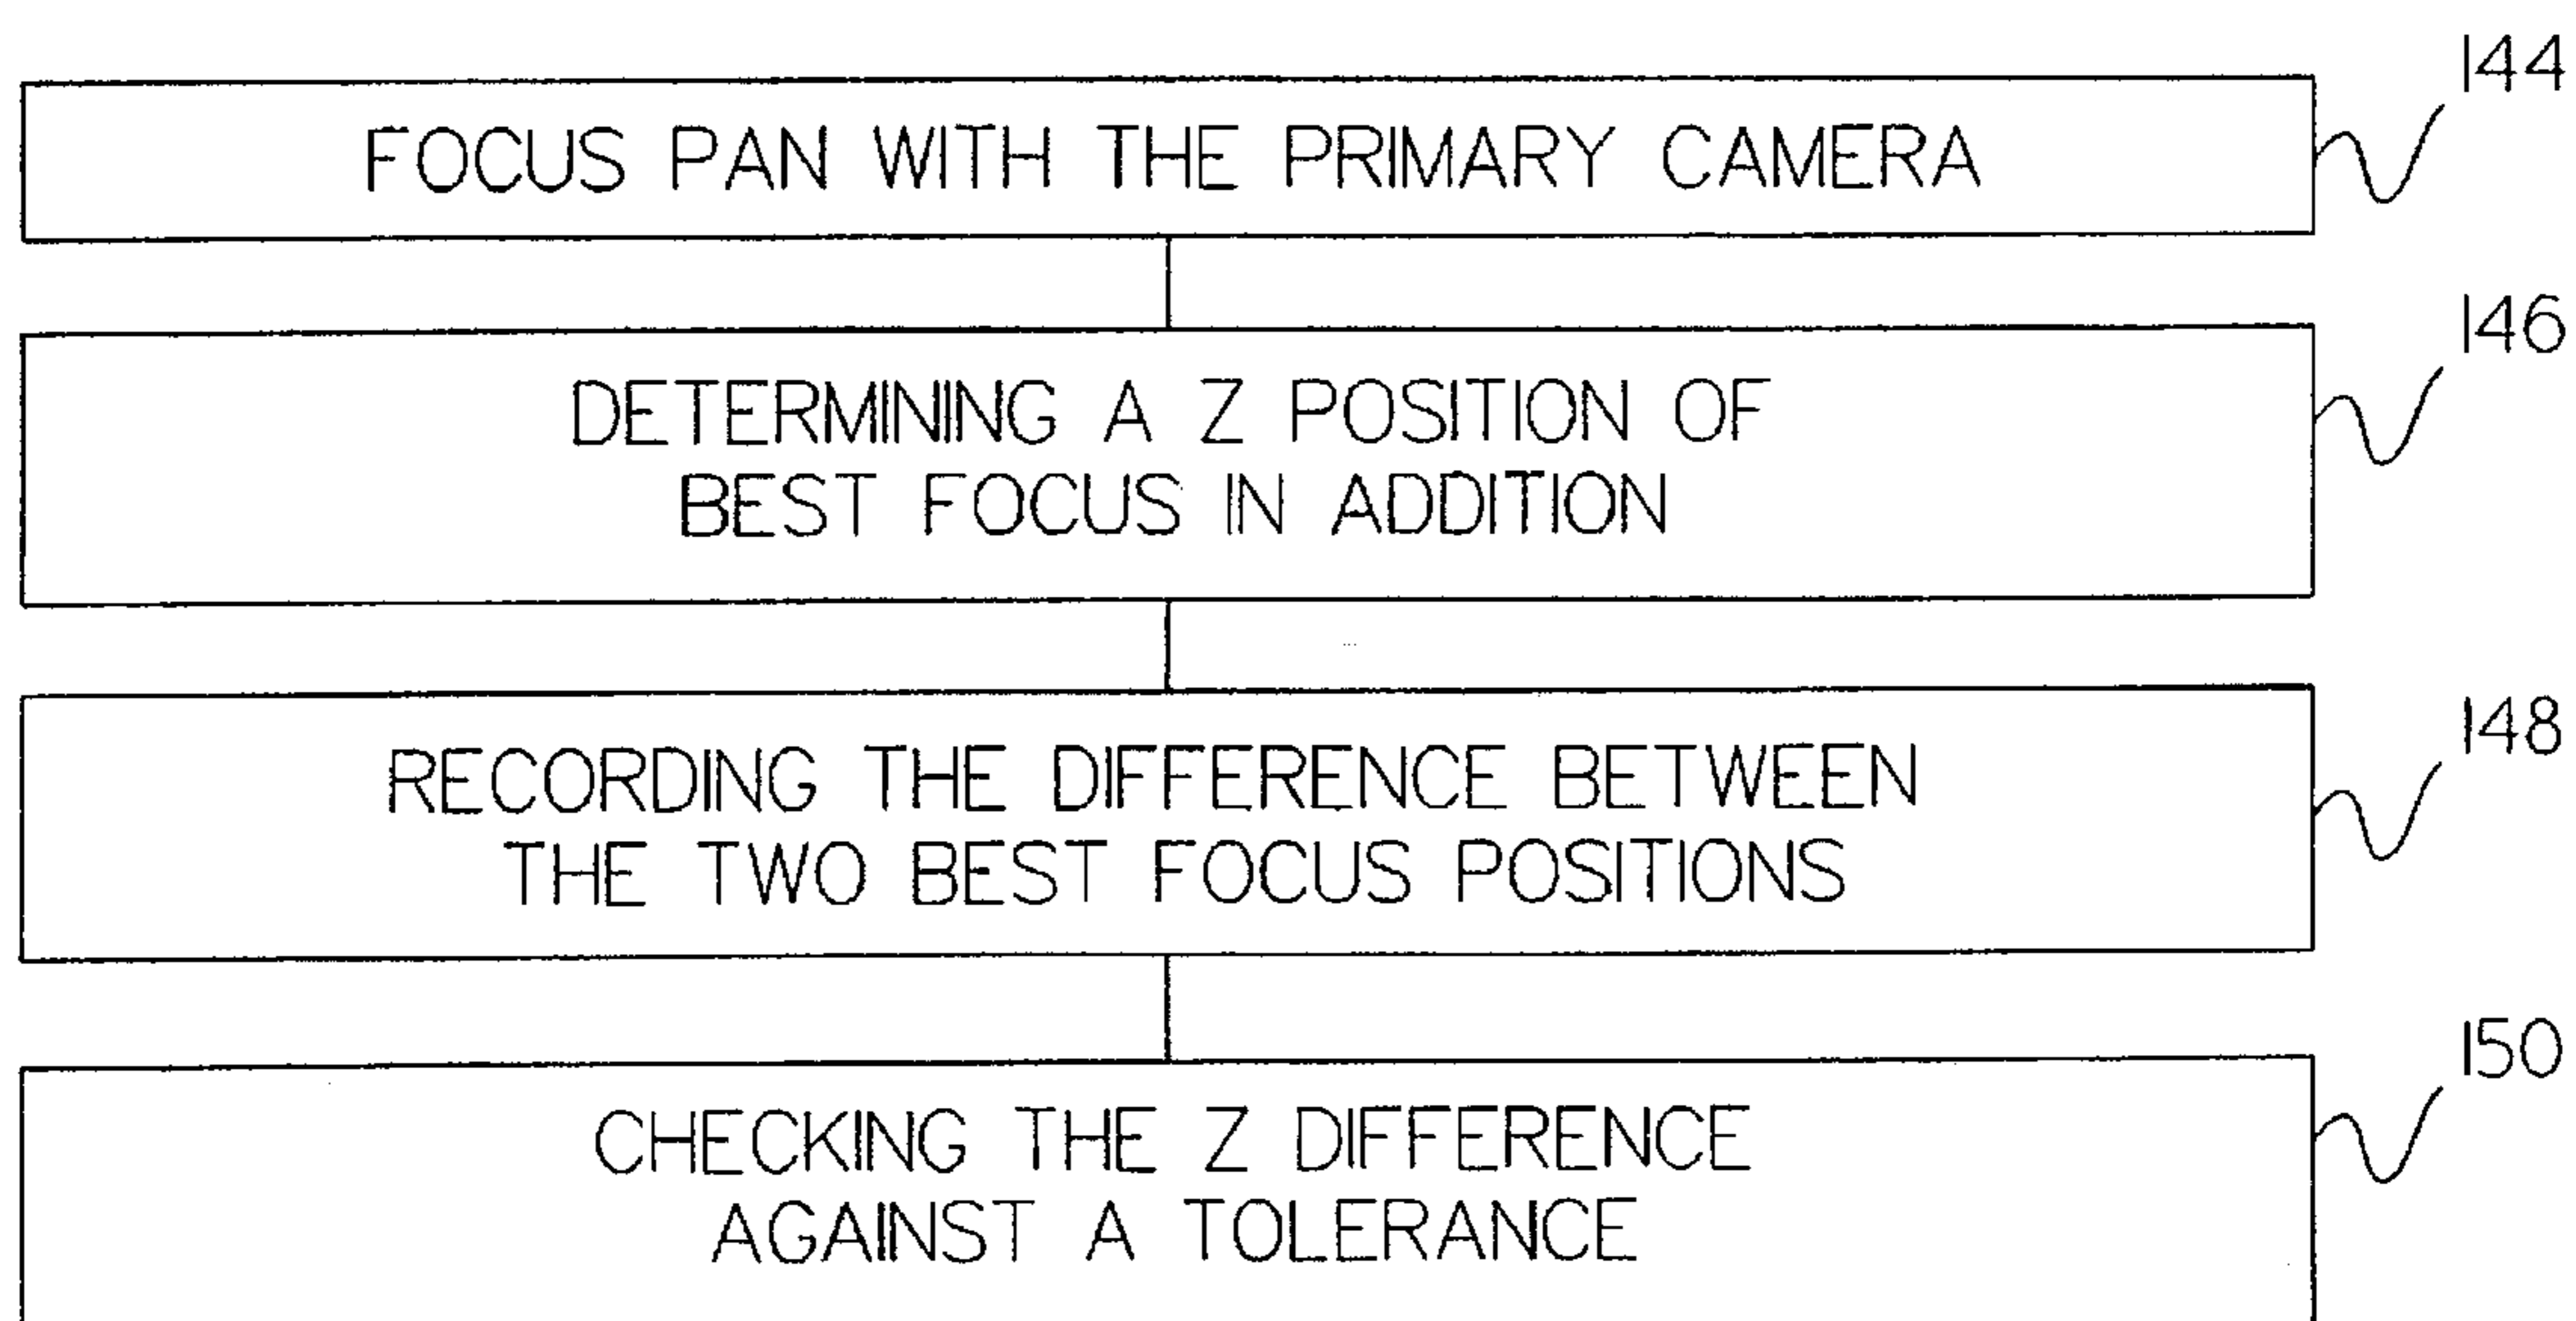 144
FOCUS PAN WITH THE PRIMARY CAMERA
146
DETERMINING A Z POSITION OF
BEST FOCUS IN ADDITION
148
RECORDING THE DIFFERENCE BETWEEN
THE TWO BEST FOCUS POSITIONS
150
CHECKING THE Z DIFFERENCE
AGAINST A TOLERANCE